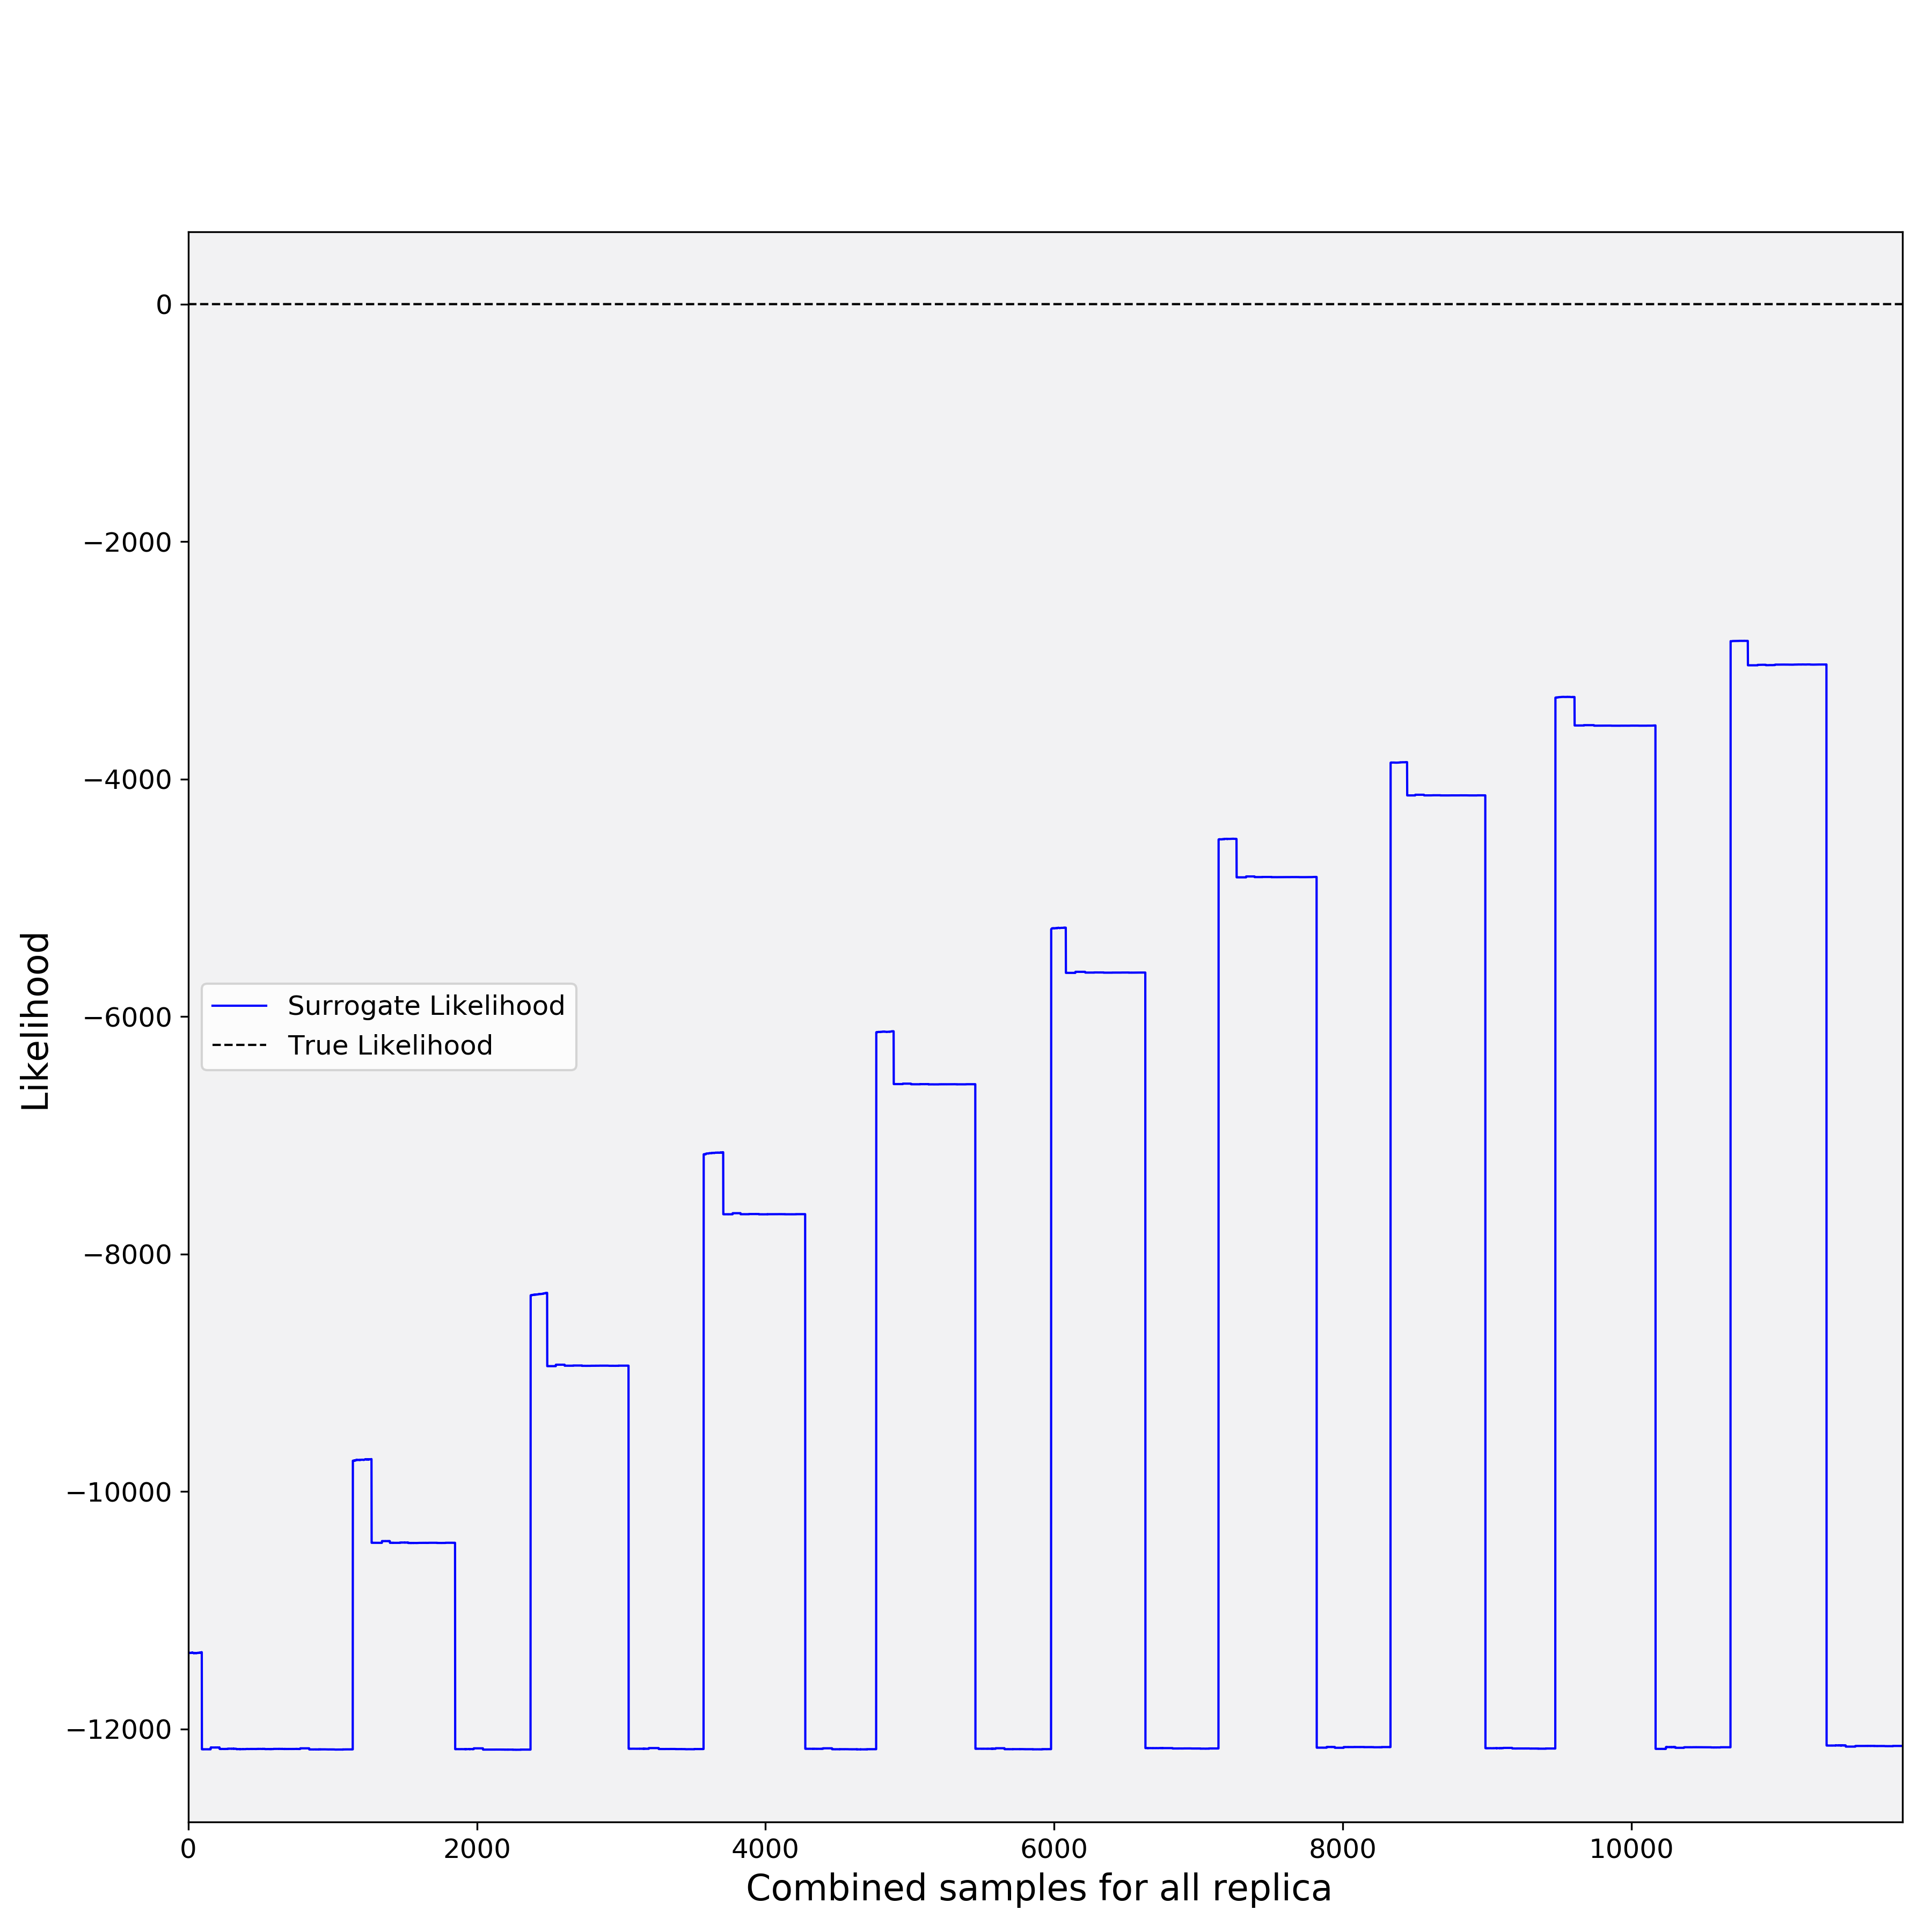 0
−2000
−4000
−6000
−8000
−10000
−12000
Likelihood
Surrogate Likelihood
True Likelihood
0 2000 4000 6000 8000 10000
Combined samples for all replica